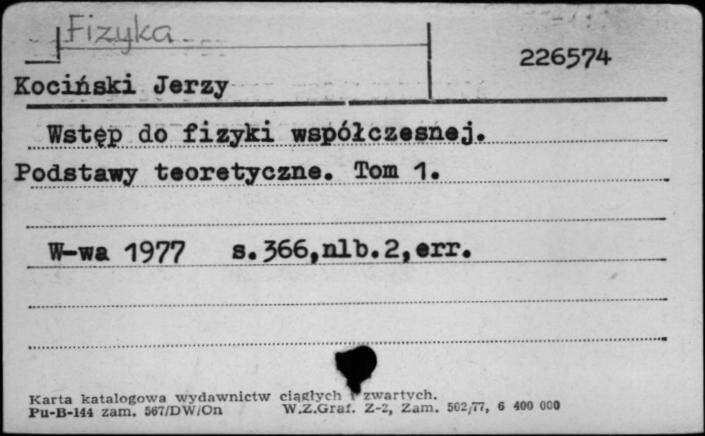 Fizyka
226574
Kociński Jerzy
Wstęp do fizyki współczesnej.
Podstawy teoretyczne. Tom 1.
W-wa 1977 s.366,nlb.2,err.
Karta katalogowa wydawnictw ciągłych i zwartych.
Pu-B-144 zam. 567/DW/On W.Z.Graf. Z-2, Zam. 502/77, 6 400 000